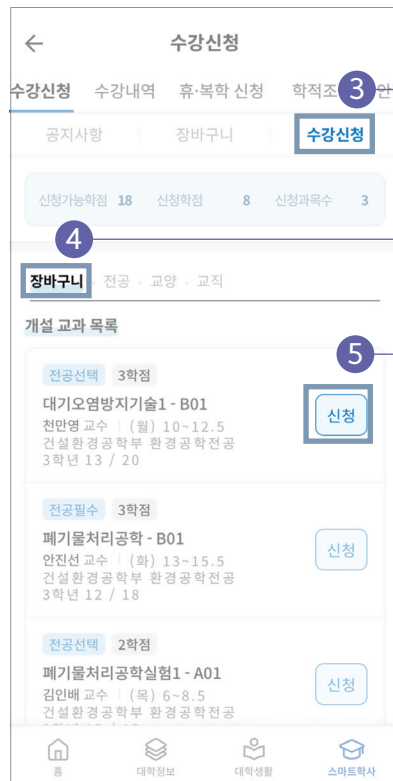 수강신청
수강신청 수강내역 휴·복학 신청 학적조 3 인
공지사항 장바구니 수강신청
신청가능학점 18 신청학점 8 신청과목수 3
4
장바구니 · 전공 · 교양 · 교직
개설 교과 목록
5
전공선택 3학점
대기오염방지기술1 - B01
신청
천만영 교수 | (월) 10~12.5
건설환경공학부 환경공학전공
3학년 13 / 20
전공필수 3학점
폐기물처리공학 - B01
신청
안진선 교수 | (화) 13~15.5
건설환경공학부 환경공학전공
3학년 12 / 18
전공선택 2학점
폐기물처리공학실험1 - A01
신청
김인배 교수 | (목) 6~8.5
건설환경공학부 환경공학전공
홈 대학정보 대학생활 스마트학사